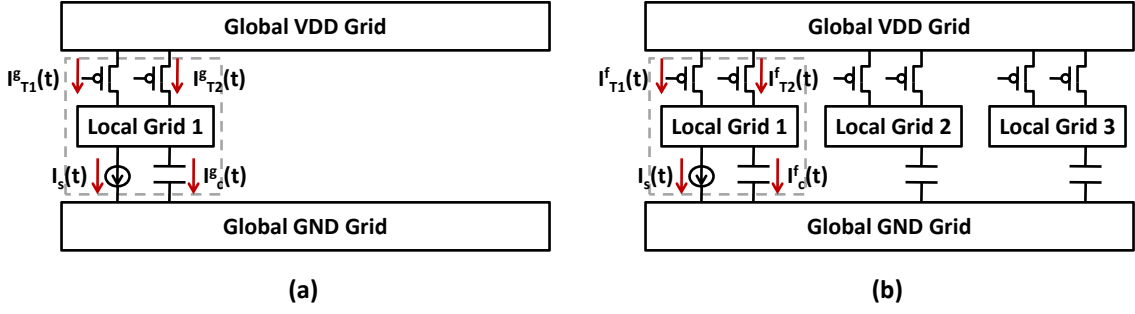 Global VDD Grid
I^g_T1(t)
I^g_T2(t)
Local Grid 1
I_s(t)
I^g_c(t)
Global GND Grid
(a)
Global VDD Grid
I^f_T1(t)
I^f_T2(t)
Local Grid 1
Local Grid 2
Local Grid 3
I_s(t)
I^f_c(t)
Global GND Grid
(b)